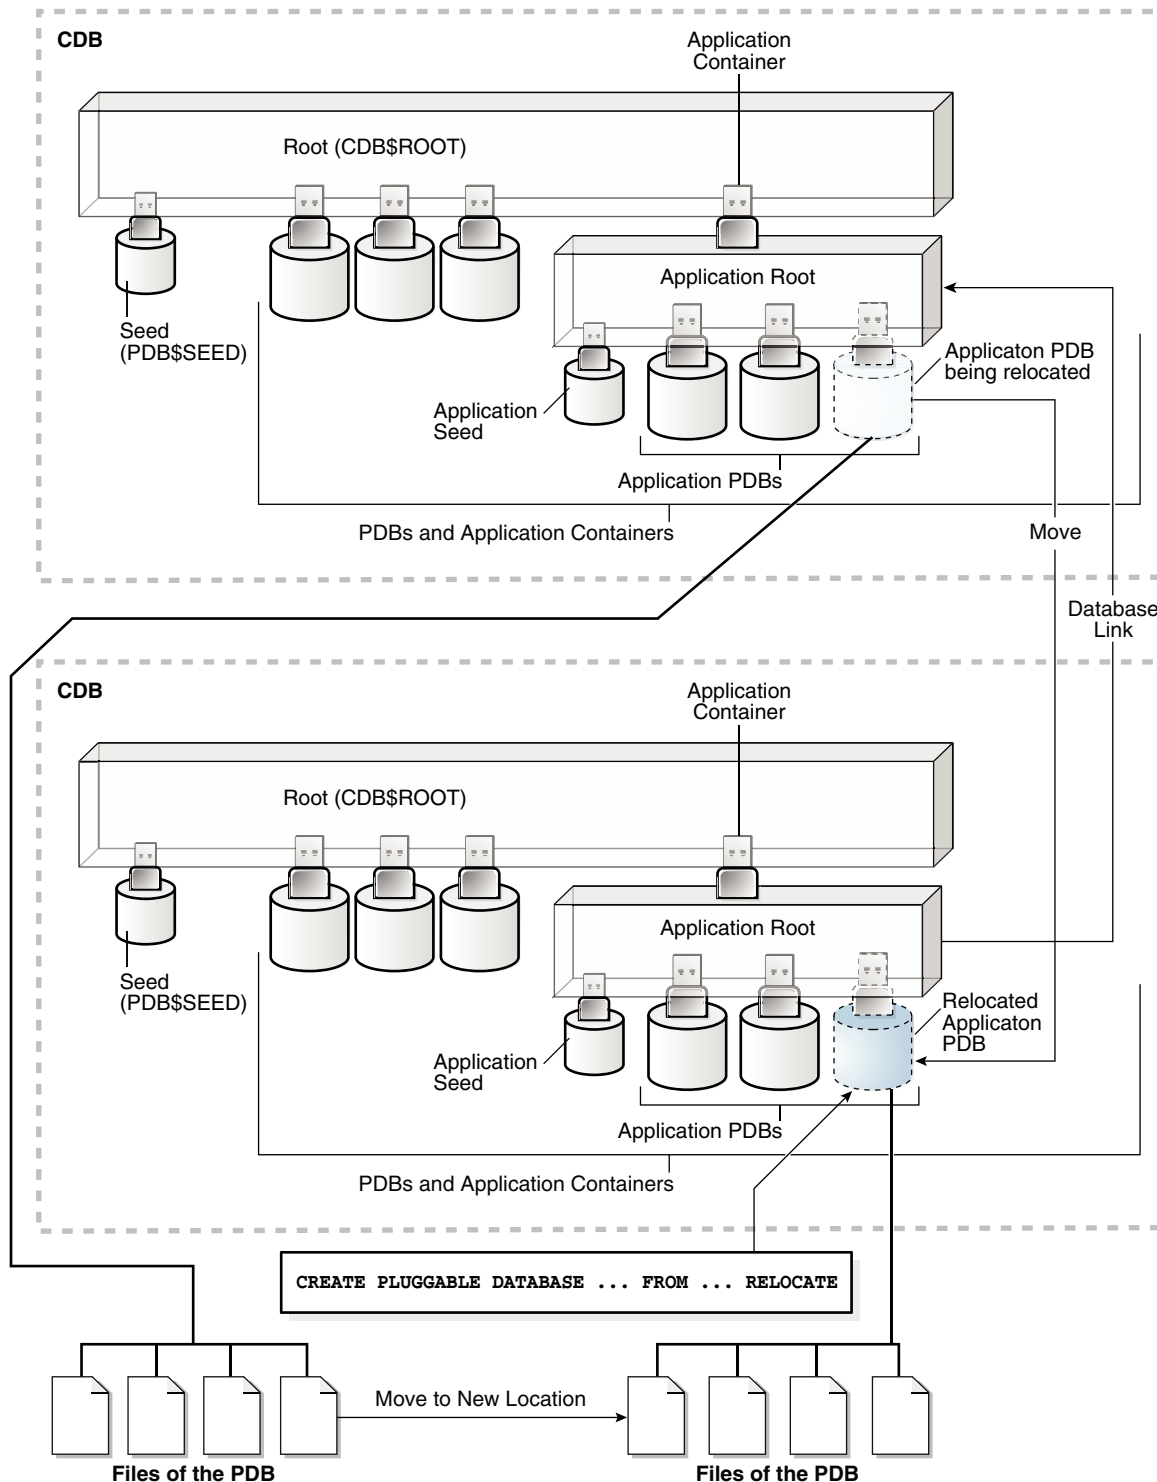 CDB
Application
Container
Root (CDB$ROOT)
Application Root
Seed
(PDB$SEED)
Applicaton PDB
being relocated
Application
Seed
Application PDBs
PDBs and Application Containers
Move
Database
Link
CDB
Application
Container
Root (CDB$ROOT)
Application Root
Seed
(PDB$SEED)
Relocated
Applicaton
PDB
Application
Seed
Application PDBs
PDBs and Application Containers
CREATE PLUGGABLE DATABASE ... FROM ... RELOCATE
Move to New Location
Files of the PDB
Files of the PDB